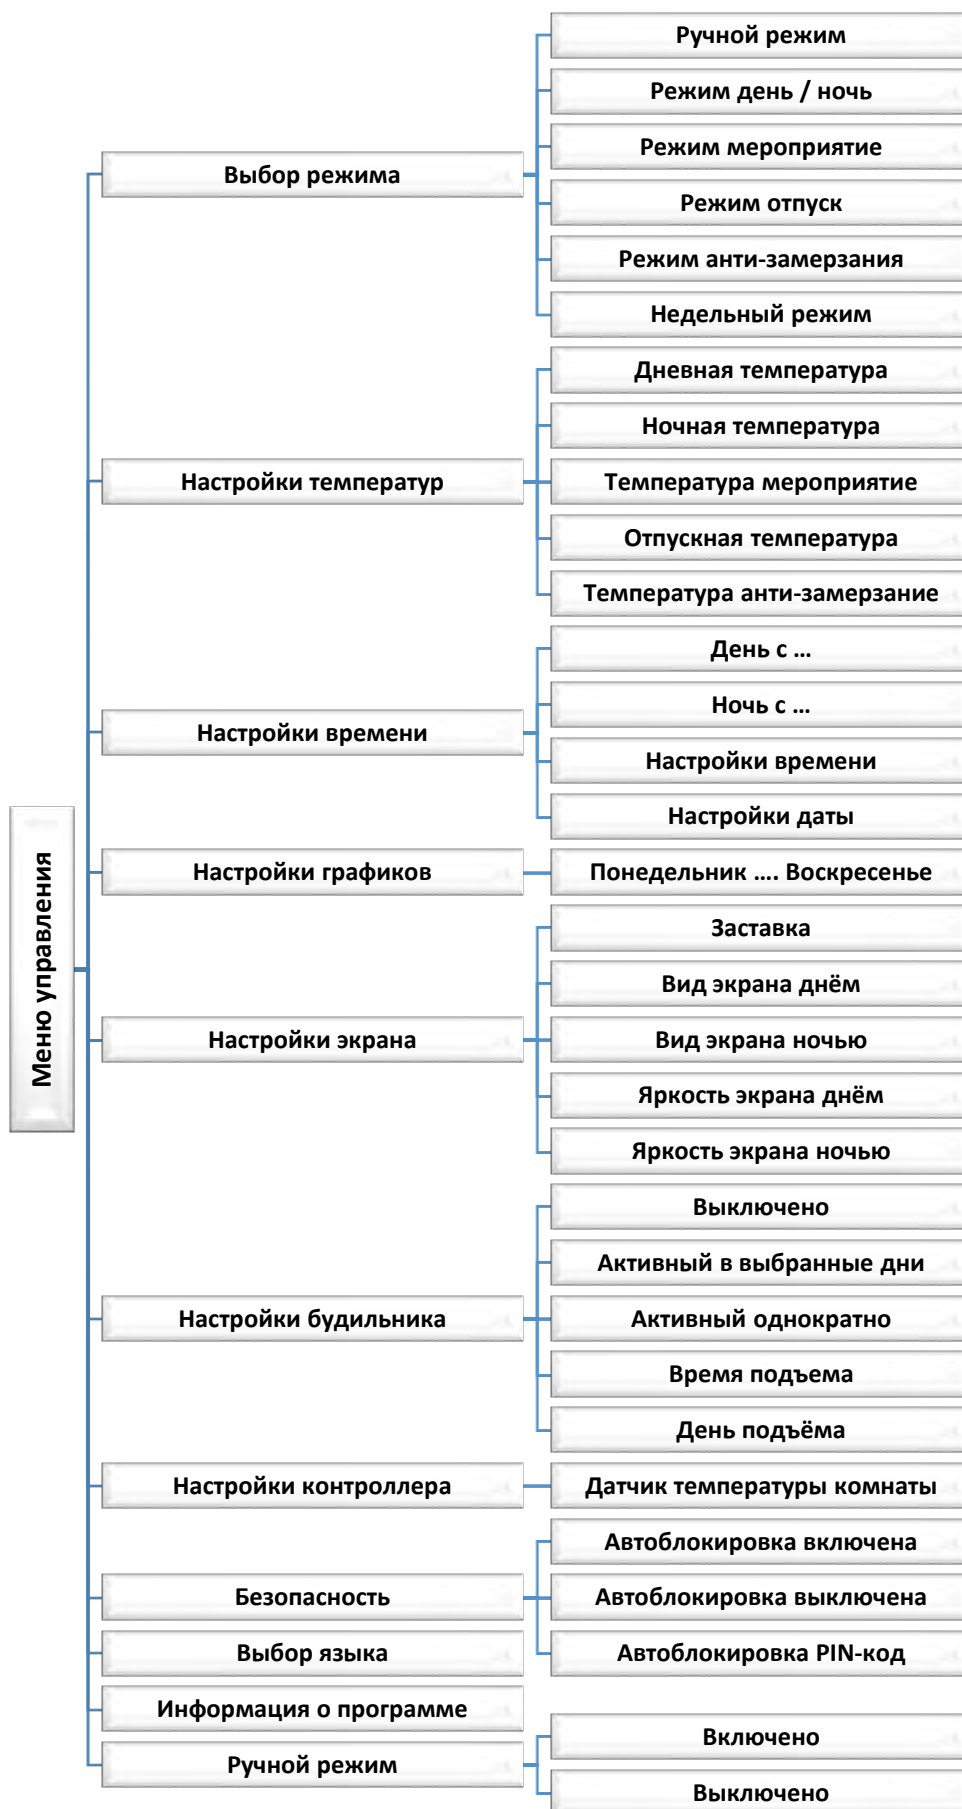 Меню управления
Выбор режима
Ручной режим
Режим день / ночь
Режим мероприятие
Режим отпуск
Режим анти-замерзания
Недельный режим
Настройки температур
Дневная температура
Ночная температура
Температура мероприятие
Отпускная температура
Температура анти-замерзание
Настройки времени
День с ...
Ночь с ...
Настройки времени
Настройки даты
Настройки графиков
Понедельник .... Воскресенье
Настройки экрана
Заставка
Вид экрана днём
Вид экрана ночью
Яркость экрана днём
Яркость экрана ночью
Настройки будильника
Выключено
Активный в выбранные дни
Активный однократно
Время подъема
День подъёма
Настройки контроллера
Датчик температуры комнаты
Безопасность
Автоблокировка включена
Автоблокировка выключена
Автоблокировка PIN-код
Выбор языка
Информация о программе
Ручной режим
Включено
Выключено